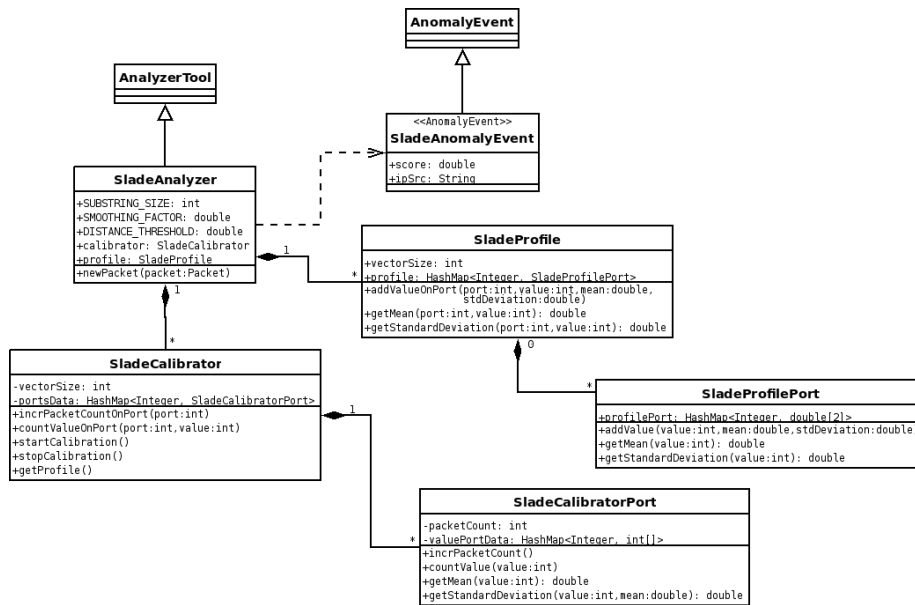 AnomalyEvent
AnalyzerTool
<<AnomalyEvent>>
SladeAnomalyEvent
+score: double
+ipSrc: String
SladeAnalyzer
+SUBSTRING_SIZE: int
+SMOOTHING_FACTOR: double
+DISTANCE_THRESHOLD: double
+calibrator: SladeCalibrator
+profile: SladeProfile
+newPacket(packet:Packet)
1
*
1
*
SladeProfile
+vectorSize: int
+profile: HashMap<Integer, SladeProfilePort>
+addValueOnPort(port:int,value:int,mean:double,
stdDeviation:double)
+getMean(port:int,value:int): double
+getStandardDeviation(port:int,value:int): double
0
*
SladeCalibrator
-vectorSize: int
-portsData: HashMap<Integer, SladeCalibratorPort>
+incrPacketCountOnPort(port:int)
+countValueOnPort(port:int,value:int)
+startCalibration()
+stopCalibration()
+getProfile()
1
*
SladeProfilePort
+profilePort: HashMap<Integer, double[2]>
+addValue(value:int,mean:double,stdDeviation:double
+getMean(value:int): double
+getStandardDeviation(value:int): double
SladeCalibratorPort
-packetCount: int
-valuePortData: HashMap<Integer, int[]>
+incrPacketCount()
+countValue(value:int)
+getMean(value:int): double
+getStandardDeviation(value:int,mean:double): double